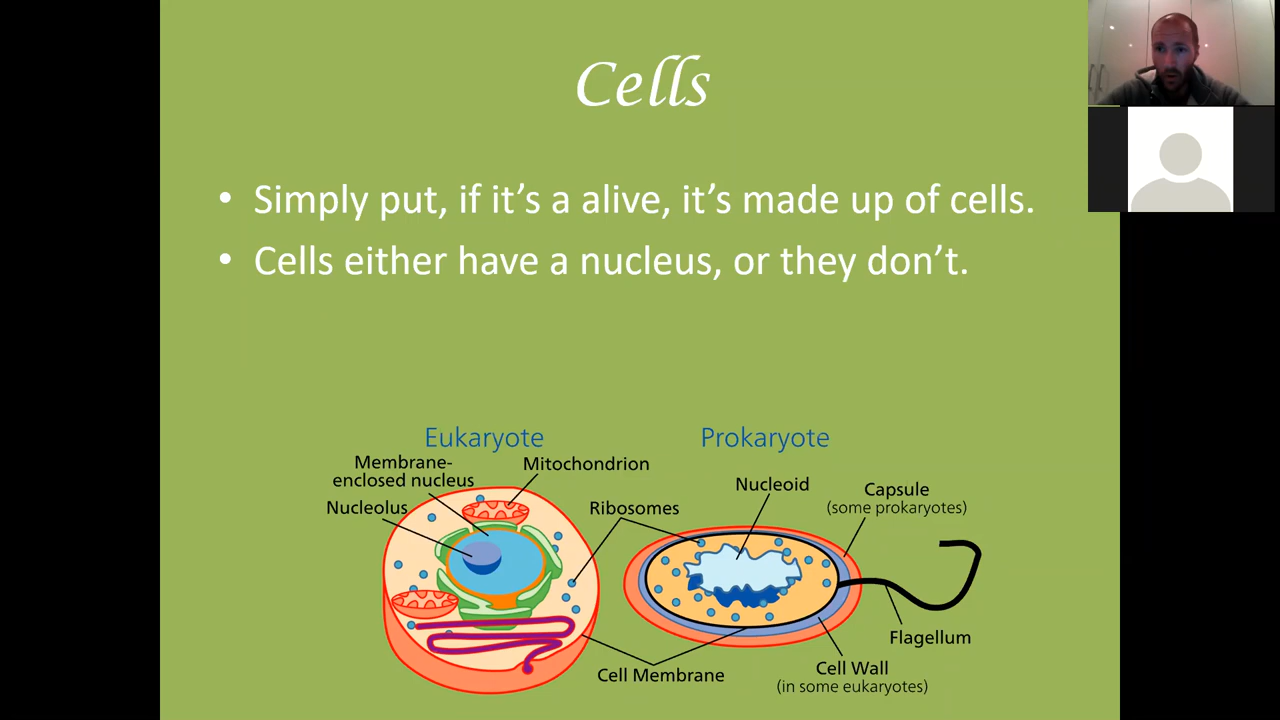 Cells
• Simply put, if it's a alive, it's made up of cells.
• Cells either have a nucleus, or they don't.
Eukaryote
Prokaryote
Membrane-
enclosed nucleus
Mitochondrion
Nucleolus
Ribosomes
Nucleoid
Capsule
(some prokaryotes)
Flagellum
Cell Membrane
Cell Wall
(in some eukaryotes)